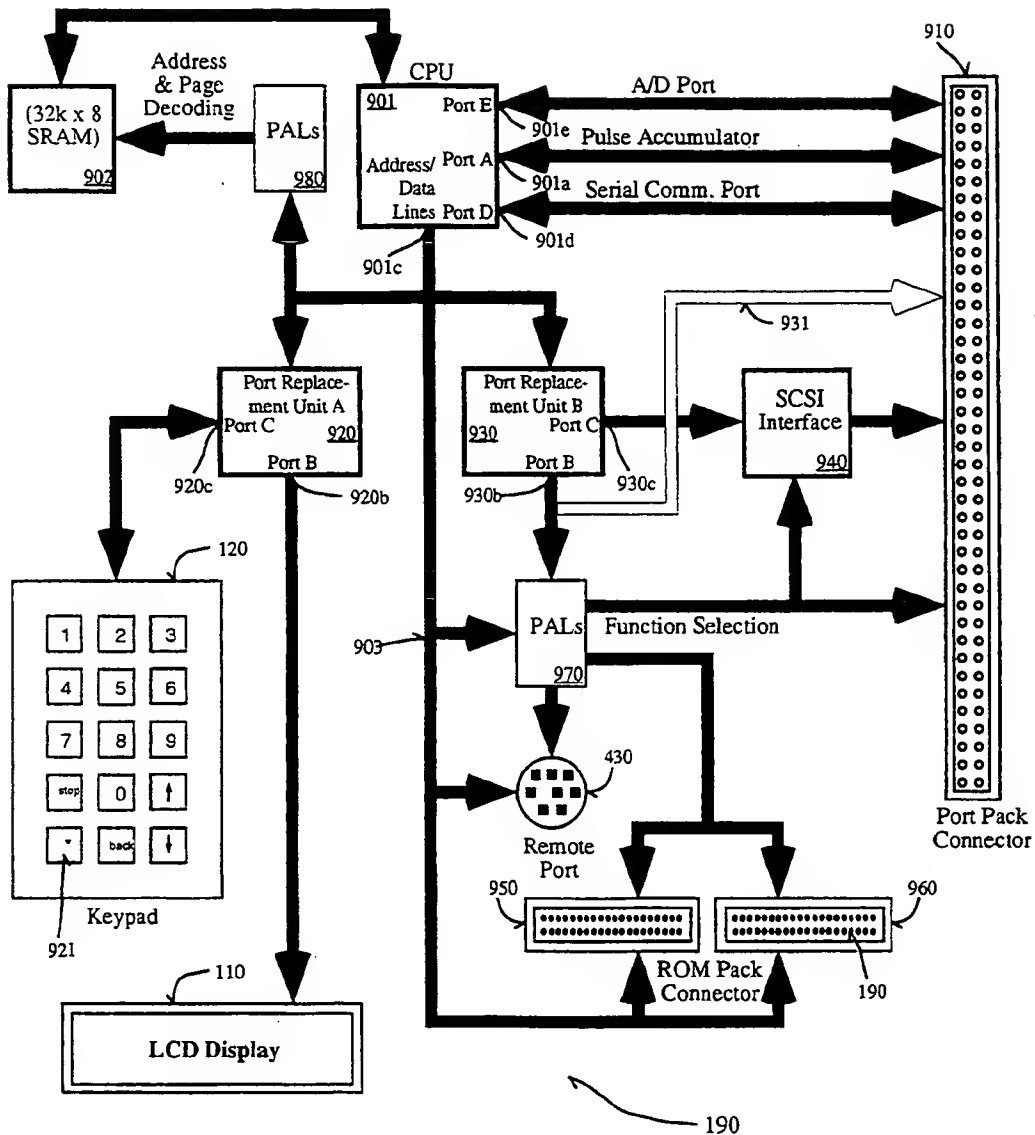 910
Address
& Page
Decoding
CPU
901
Port E
A/D Port
901e
(32k x 8
SRAM)
902
PALs
980
Pulse Accumulator
Address/
Data
Lines
Port A
901a
Serial Comm. Port
Port D
901d
901c
931
Port Replace-
ment Unit A
920
Port C
Port B
920c
920b
Port Replace-
ment Unit B
930
Port C
Port B
930b
930c
SCSI
Interface
940
120
1 2 3
4 5 6
7 8 9
stop 0 ↑
back ↓
Keypad
921
903
PALs
970
Function Selection
430
Remote
Port
Port Pack
Connector
950
960
ROM Pack
Connector
190
110
LCD Display
190